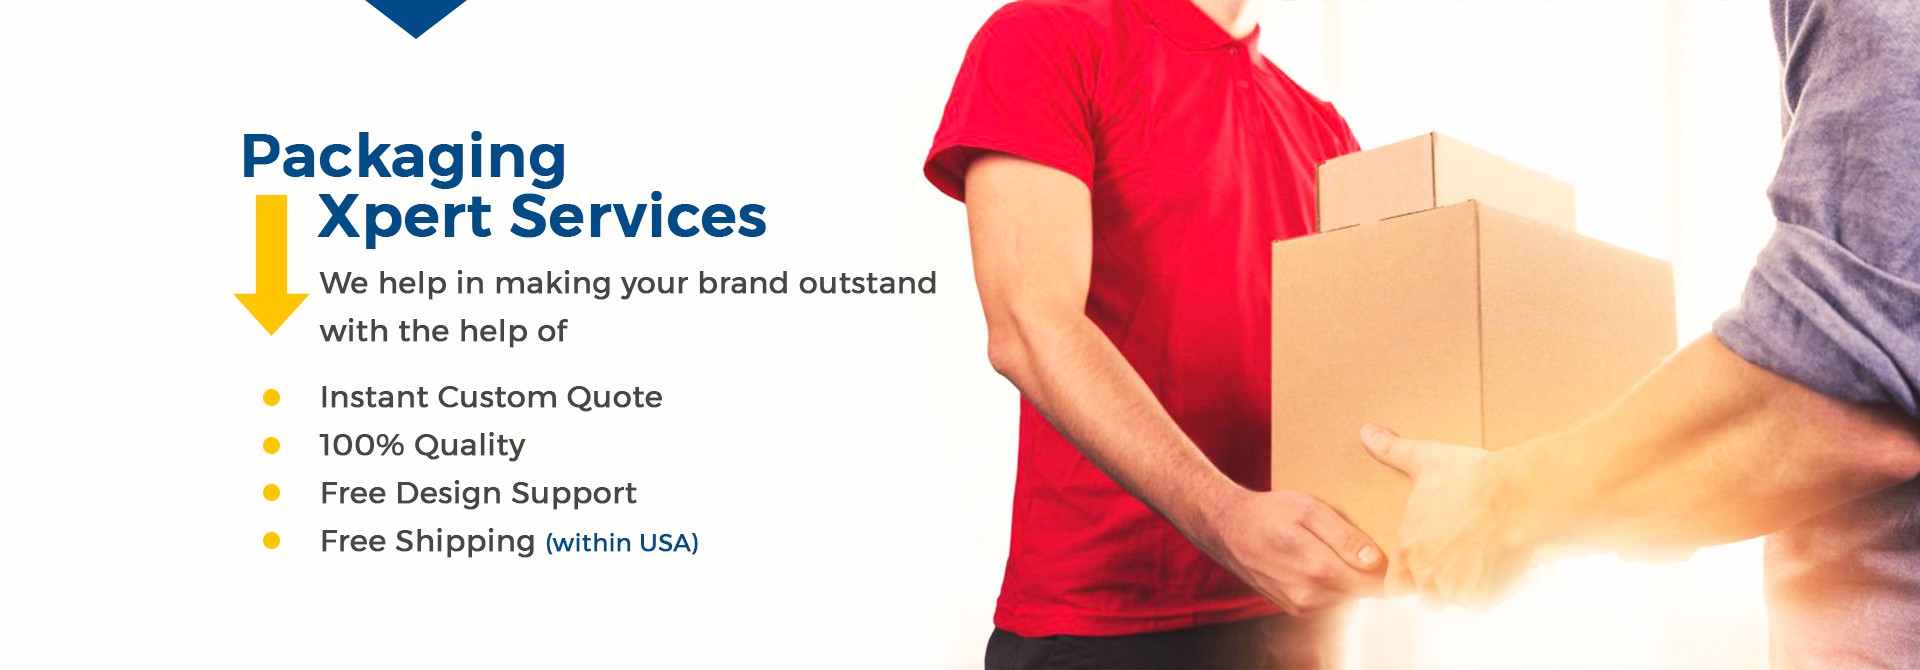 Packaging
Xpert Services
We help in making your brand outstand
with the help of
Instant Custom Quote
100% Quality
Free Design Support
Free Shipping (within USA)